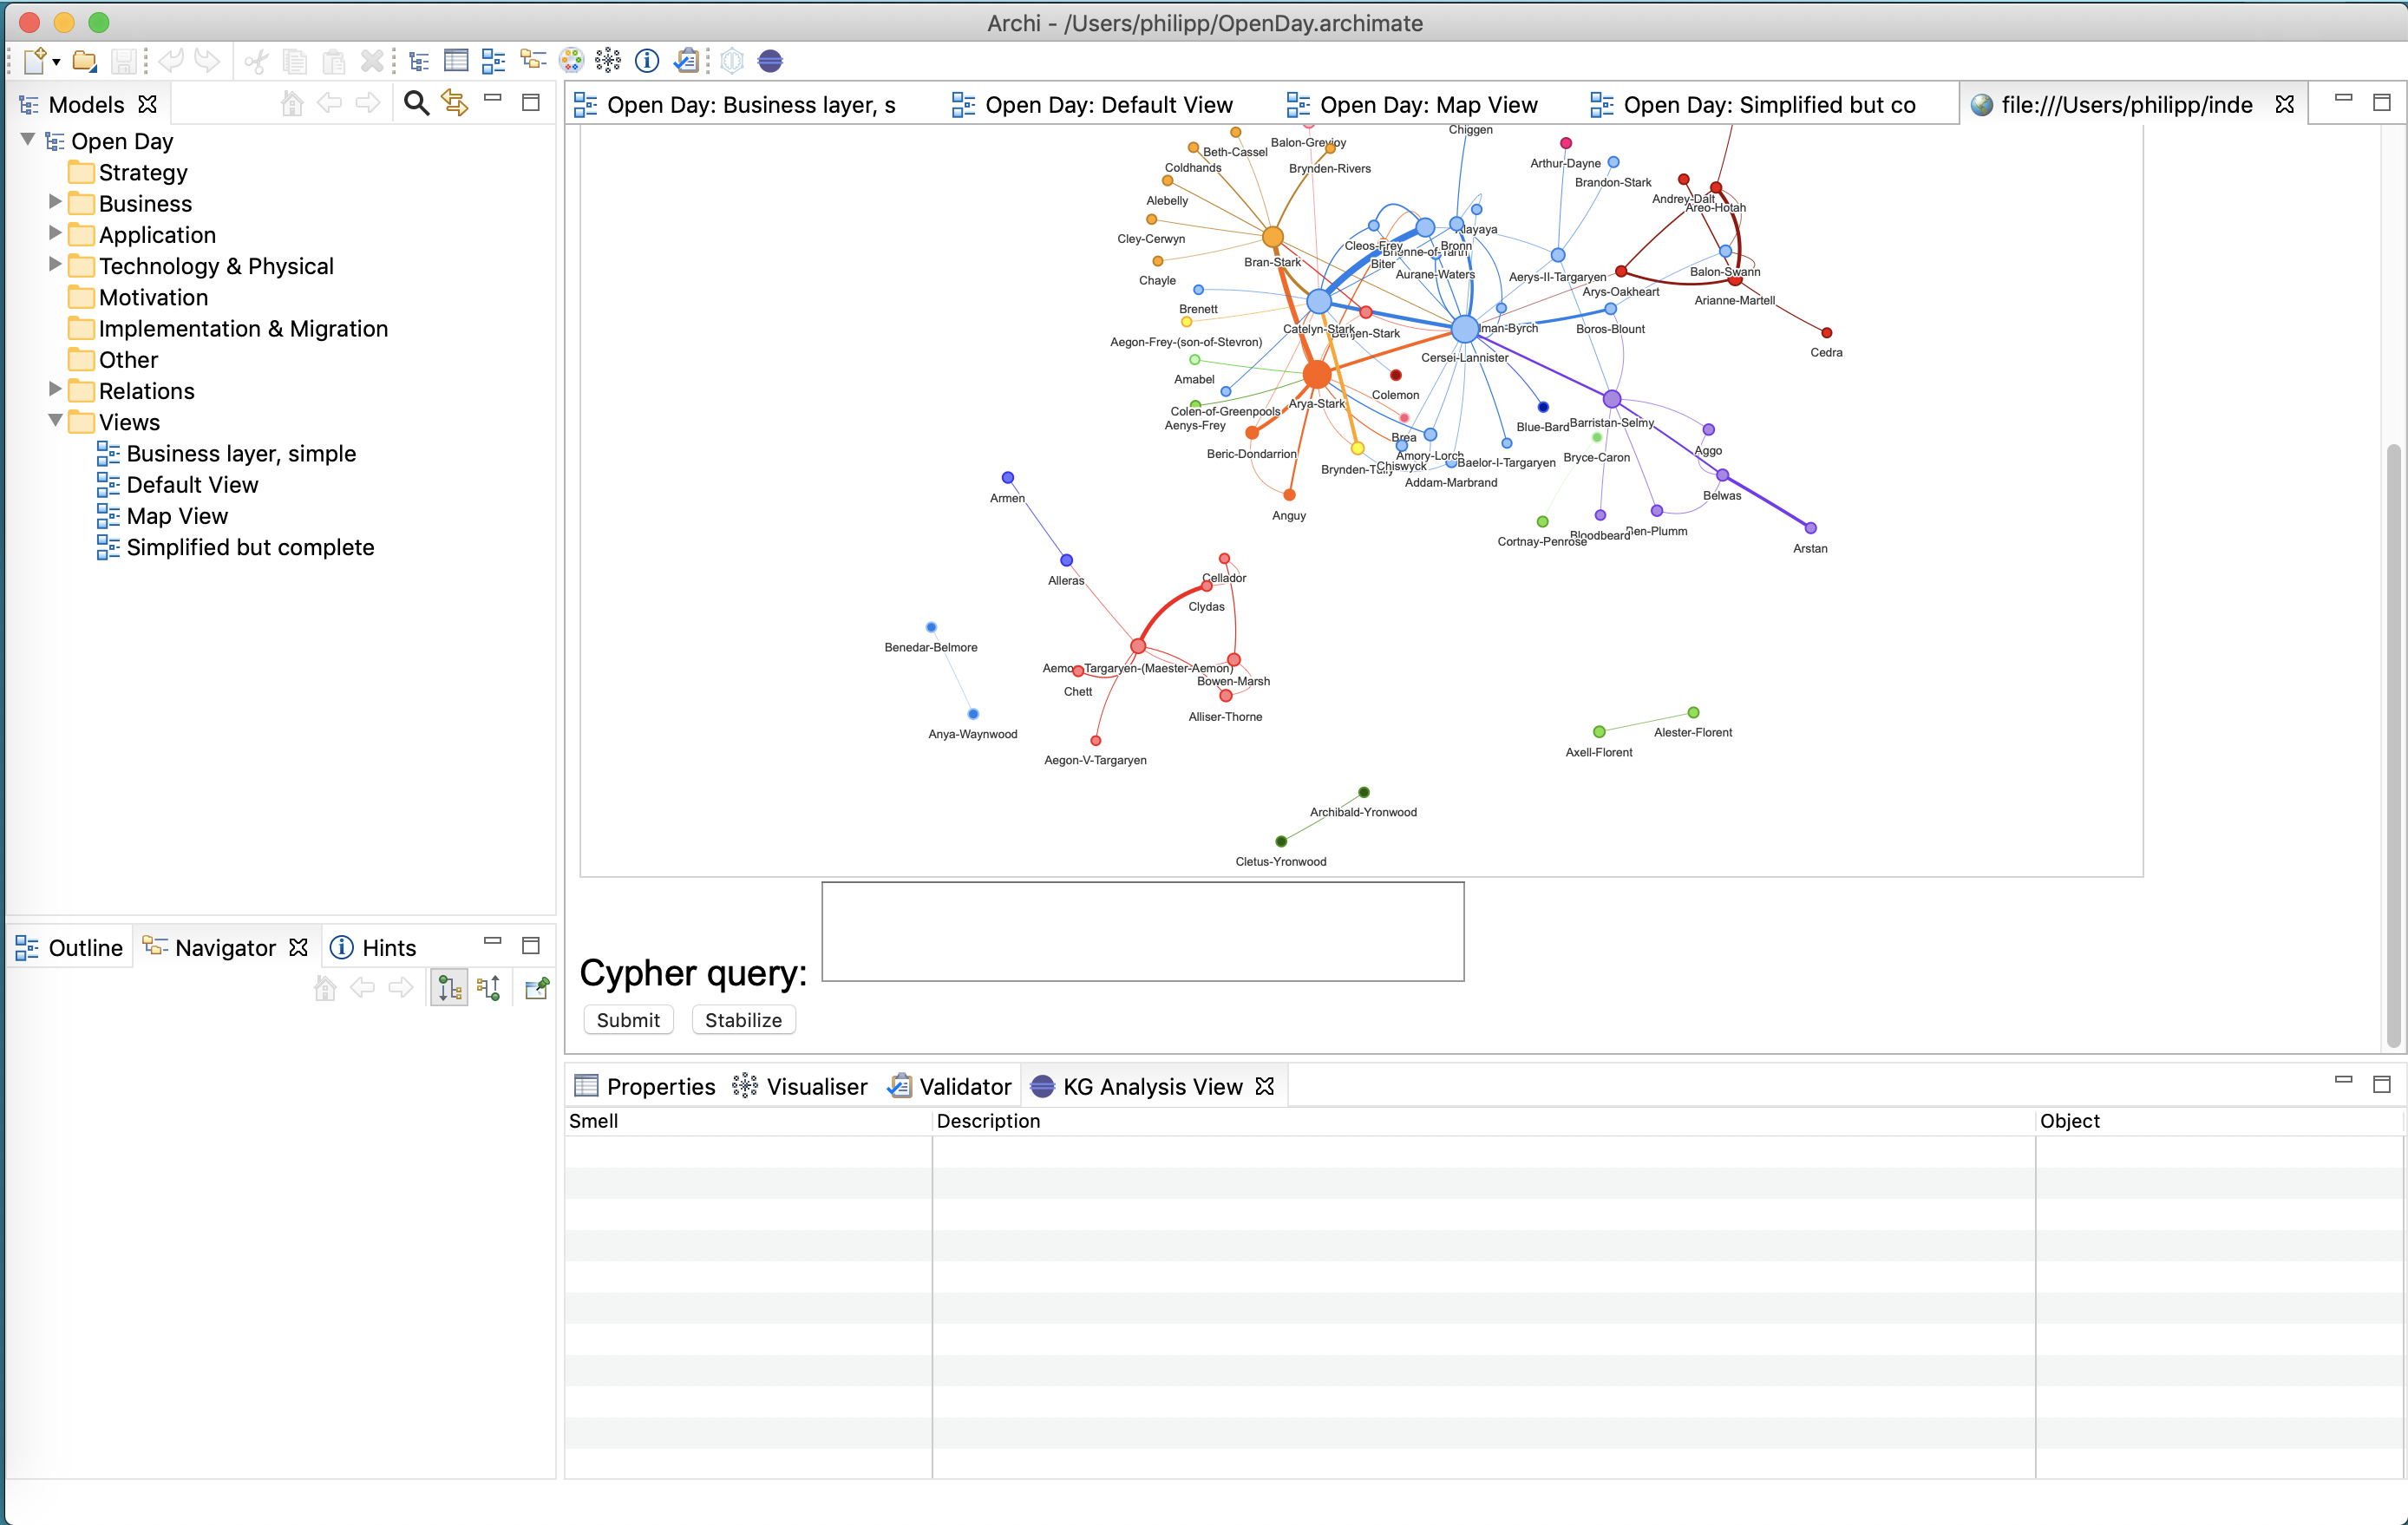 Archi - /Users/philipp/OpenDay.archimate
Models
Open Day
Strategy
Business
Application
Technology & Physical
Motivation
Implementation & Migration
Other
Relations
Views
Business layer, simple
Default View
Map View
Simplified but complete
Outline
Navigator
Hints
Open Day: Business layer, s
Open Day: Default View
Open Day: Map View
Open Day: Simplified but co
file:///Users/philipp/inde
Chiggen
Balon-Greyjoy
Beth-Cassel
Coldhands
Brynden-Rivers
Arthur-Dayne
Brandon-Stark
Alebelly
Andrey-Dalt
Areo-Hotah
Cley-Cerwyn
Alayaya
Cleos-Frey
Bronn
Brienne-of-Tarth
Bran-Stark
Biter
Aurane-Waters
Balon-Swann
Chayle
Aerys-II-Targaryen
Arys-Oakheart
Arianne-Martell
Brenett
Catelyn-Stark
Benjen-Stark
lman-Byrch
Boros-Blount
Aegon-Frey-(son-of-Stevron)
Cersei-Lannister
Cedra
Amabel
Colemon
Colen-of-Greenpools
Arya-Stark
Aenys-Frey
Blue-Bard
Barristan-Selmy
Brea
Beric-Dondarrion
Amory-Lorch
Bryce-Caron
Aggo
Brynden-Tully
Chiswyck
Baelor-I-Targaryen
Addam-Marbrand
Belwas
Armen
Anguy
Cortnay-Penrose
Bloodbeard
Ben-Plumm
Arstan
Alleras
Cellador
Clydas
Benedar-Belmore
Aemon-Targaryen-(Maester-Aemon)
Bowen-Marsh
Chett
Alliser-Thorne
Anya-Waynwood
Alester-Florent
Axell-Florent
Aegon-V-Targaryen
Archibald-Yronwood
Cletus-Yronwood
Cypher query:
Submit
Stabilize
Properties
Visualiser
Validator
KG Analysis View
Smell
Description
Object